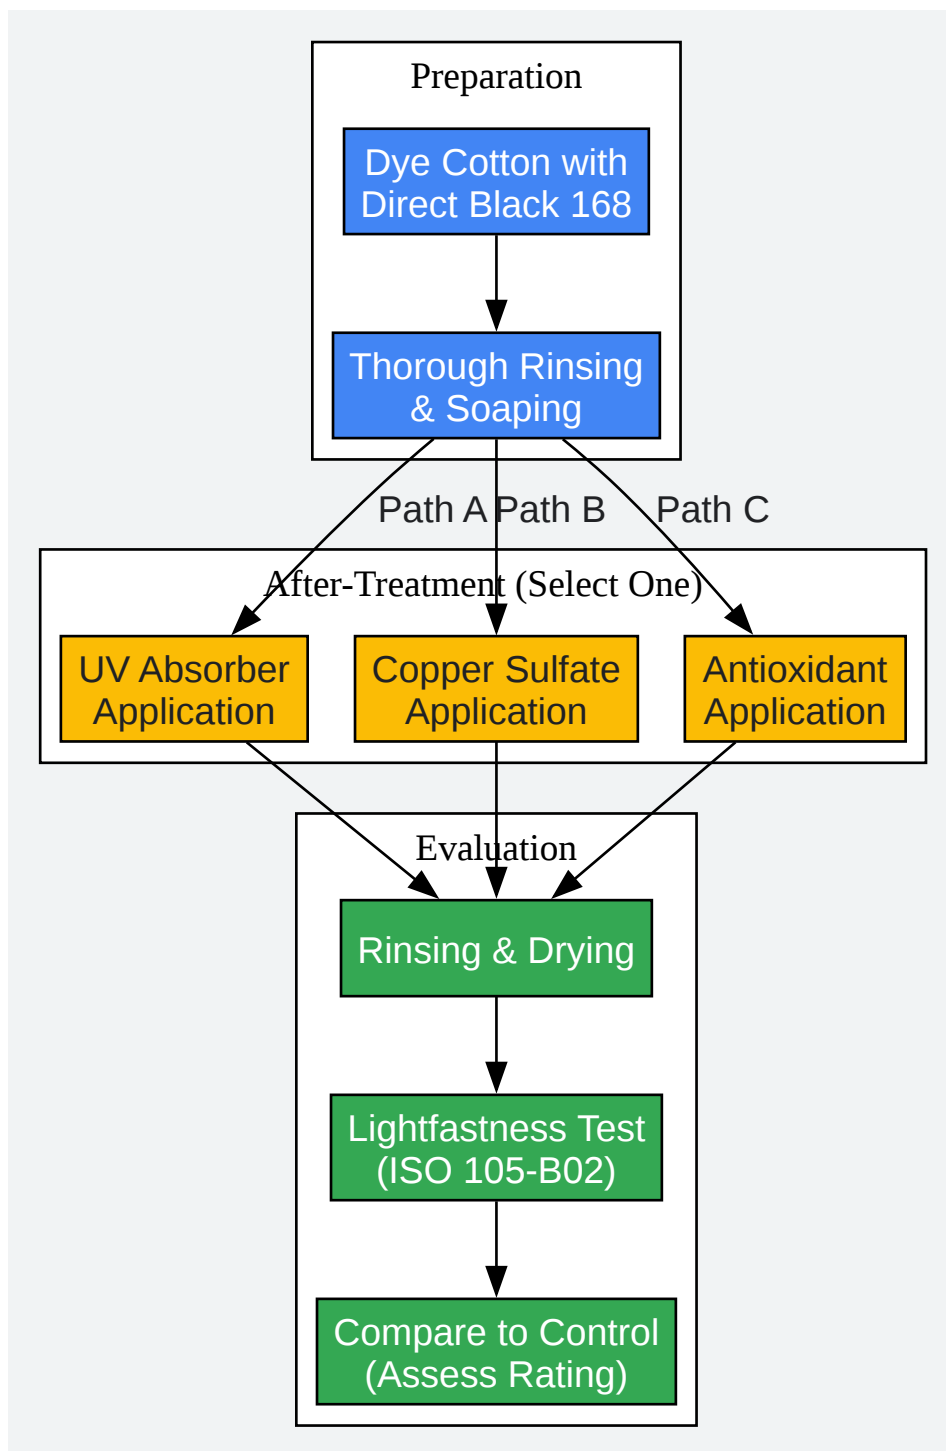 Preparation
Dye Cotton with
Direct Black 168
Thorough Rinsing
& Soaping
Path A
Path B
Path C
After-Treatment (Select One)
UV Absorber
Application
Copper Sulfate
Application
Antioxidant
Application
Evaluation
Rinsing & Drying
Lightfastness Test
(ISO 105-B02)
Compare to Control
(Assess Rating)